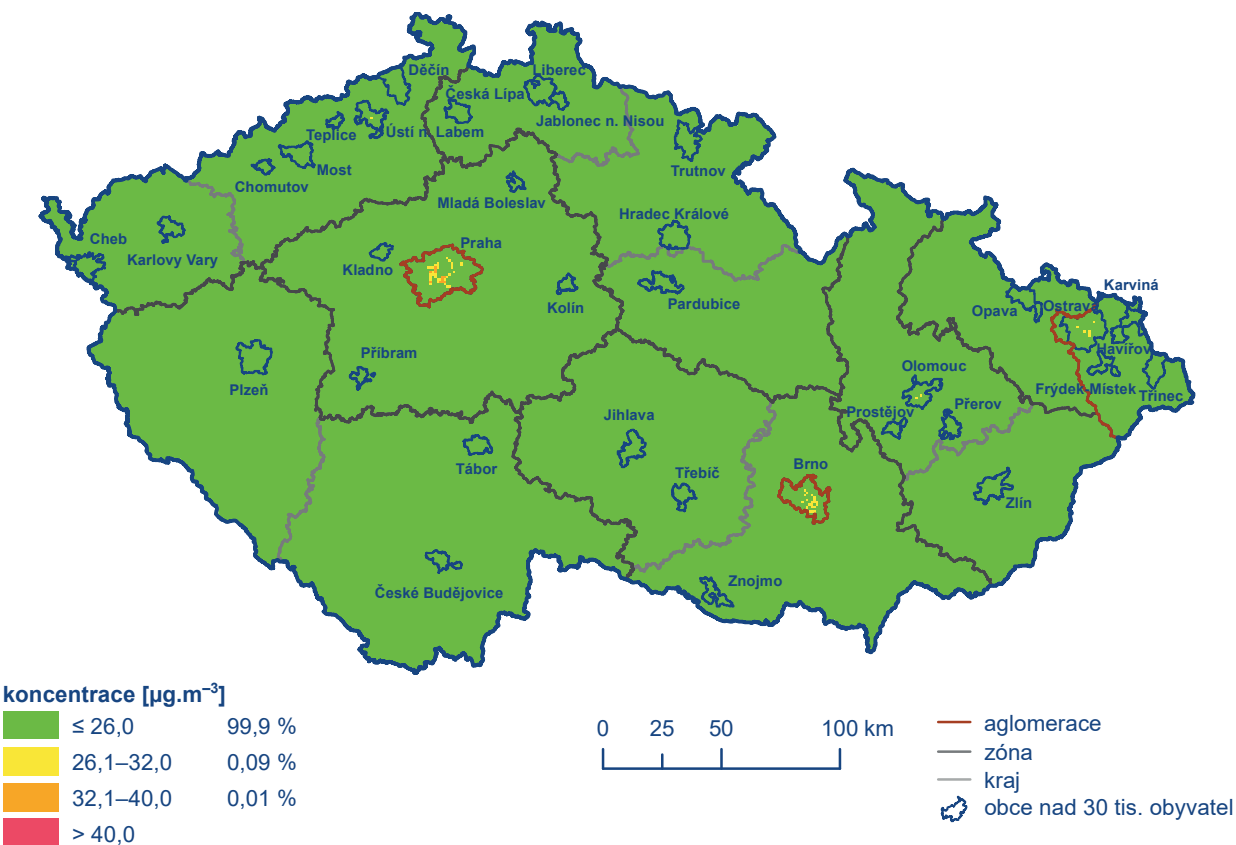 Děčín
Liberec
Česká Lípa
Jablonec n. Nisou
Teplice
Ústí n. Labem
Most
Chomutov
Trutnov
Mladá Boleslav
Hradec Králové
Cheb
Karlovy Vary
Praha
Kladno
Kolín
Pardubice
Karviná
Opava
Ostrava
Havířov
Příbram
Plzeň
Olomouc
Frýdek Místek
Třinec
Prostějov
Přerov
Jihlava
Tábor
Třebíč
Brno
Zlín
Znojmo
České Budějovice
koncentrace [µg.m⁻³]
≤ 26,0 99,9 %
26,1–32,0 0,09 %
32,1–40,0 0,01 %
> 40,0
0 25 50 100 km
aglomerace
zóna
kraj
obce nad 30 tis. obyvatel